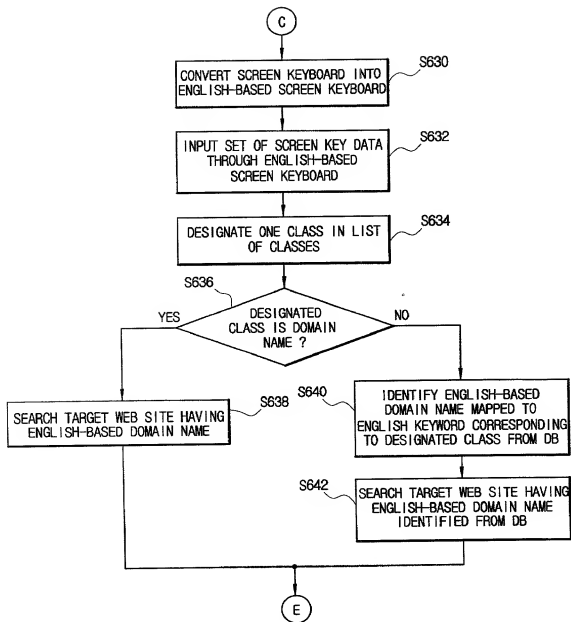 C
CONVERT SCREEN KEYBOARD INTO
ENGLISH-BASED SCREEN KEYBOARD
S630
INPUT SET OF SCREEN KEY DATA
THROUGH ENGLISH-BASED
SCREEN KEYBOARD
S632
DESIGNATE ONE CLASS IN LIST
OF CLASSES
S634
S636
DESIGNATED
CLASS IS DOMAIN
NAME ?
YES
NO
SEARCH TARGET WEB SITE HAVING
ENGLISH-BASED DOMAIN NAME
S638
S640
IDENTIFY ENGLISH-BASED
DOMAIN NAME MAPPED TO
ENGLISH KEYWORD CORRESPONDING
TO DESIGNATED CLASS FROM DB
S642
SEARCH TARGET WEB SITE HAVING
ENGLISH-BASED DOMAIN NAME
IDENTIFIED FROM DB
E